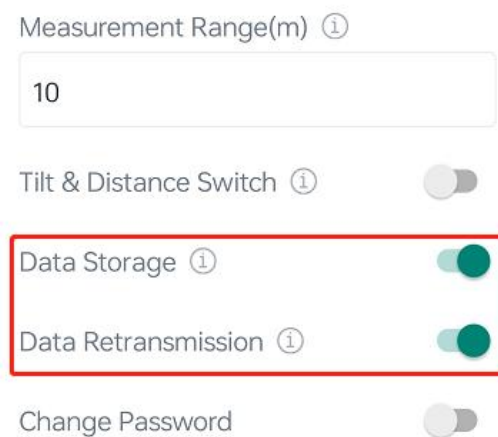 Measurement Range(m)
10
Tilt & Distance Switch
Data Storage
Data Retransmission
Change Password